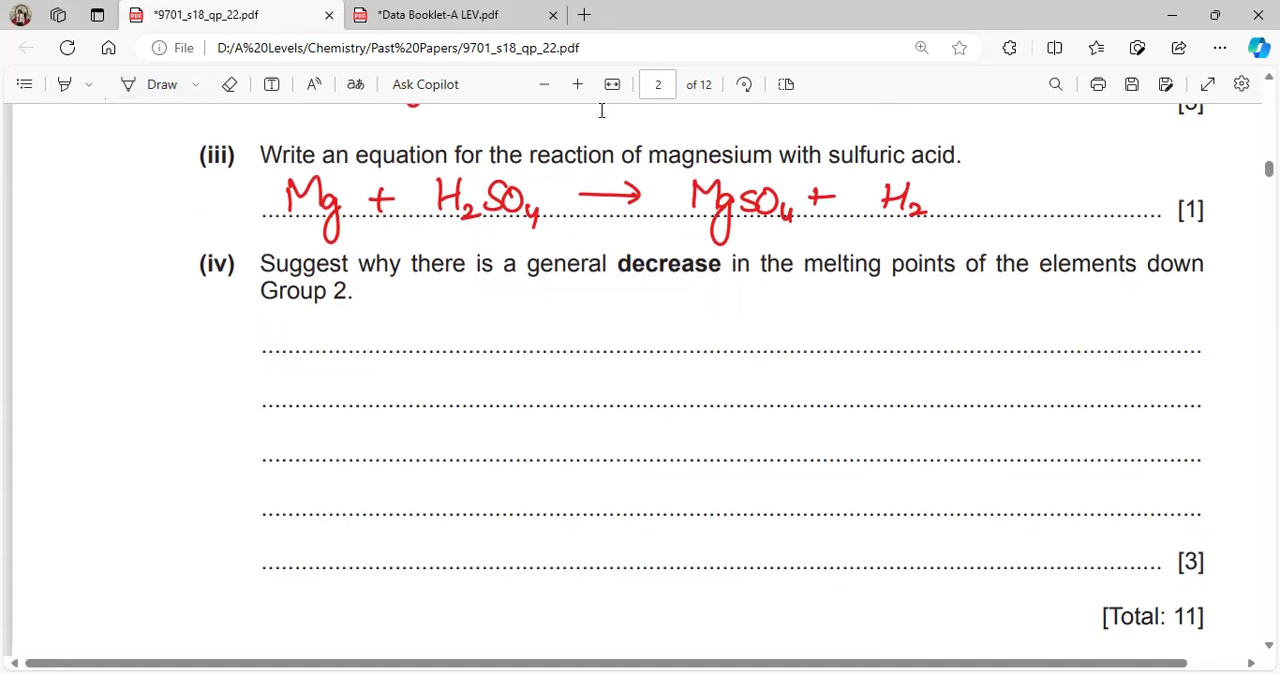 *9701_s18_qp_22.pdf
*Data Booklet-A LEV.pdf
File D:/A%20Levels/Chemistry/Past%20Papers/9701_s18_qp_22.pdf
Draw
aあ
Ask Copilot
2 of 12
(iii) Write an equation for the reaction of magnesium with sulfuric acid.
Mg + H₂SO₄ → MgSO₄ + H₂
[1]
(iv) Suggest why there is a general decrease in the melting points of the elements down
Group 2.
[3]
[Total: 11]